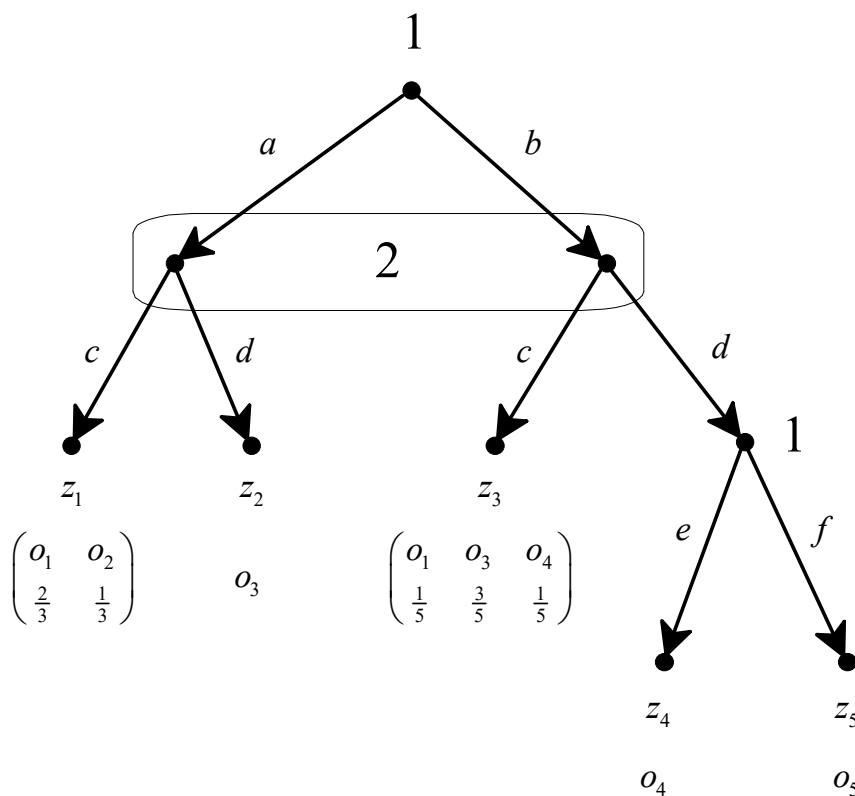 1
a b
2
c d c d
1
z₁ z₂ z₃ e f
(o₁ o₂
2/3 1/3) o₃ (o₁ o₃ o₄
1/5 3/5 1/5)
z₄ z₅
o₄ o₅